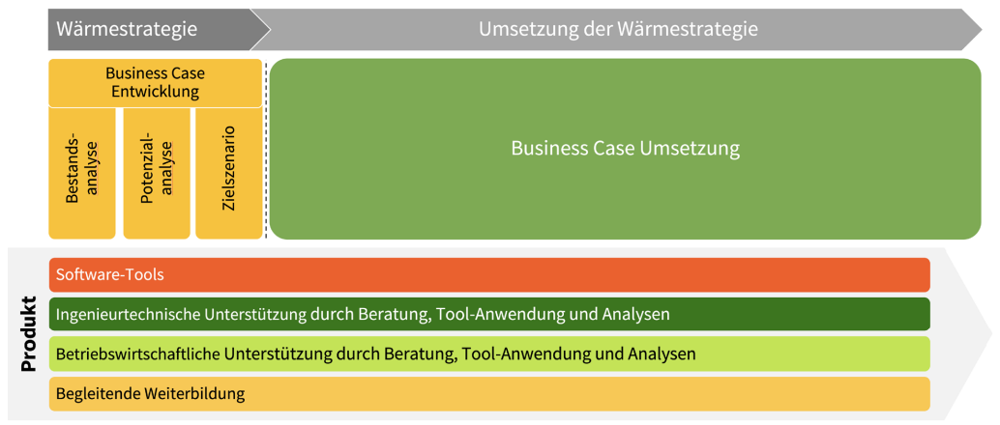 Wärmestrategie
Umsetzung der Wärmestrategie
Business Case
Entwicklung
Bestands-
analyse
Potenzial-
analyse
Zielszenario
Business Case Umsetzung
Produkt
Software-Tools
Ingenieurtechnische Unterstützung durch Beratung, Tool-Anwendung und Analysen
Betriebswirtschaftliche Unterstützung durch Beratung, Tool-Anwendung und Analysen
Begleitende Weiterbildung